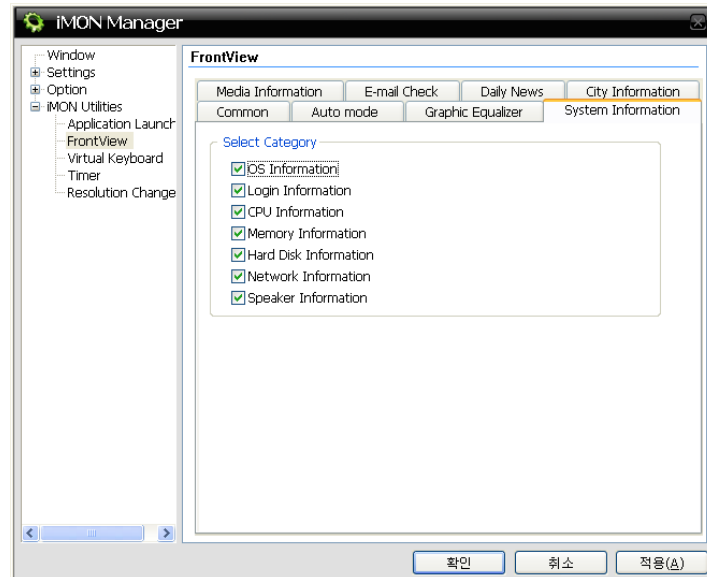 iMON Manager
Window
Settings
Option
iMON Utilities
Application Launch
FrontView
Virtual Keyboard
Timer
Resolution Change
FrontView
Media Information
E-mail Check
Daily News
City Information
Common
Auto mode
Graphic Equalizer
System Information
Select Category
OS Information
Login Information
CPU Information
Memory Information
Hard Disk Information
Network Information
Speaker Information
확인
취소
적용(A)